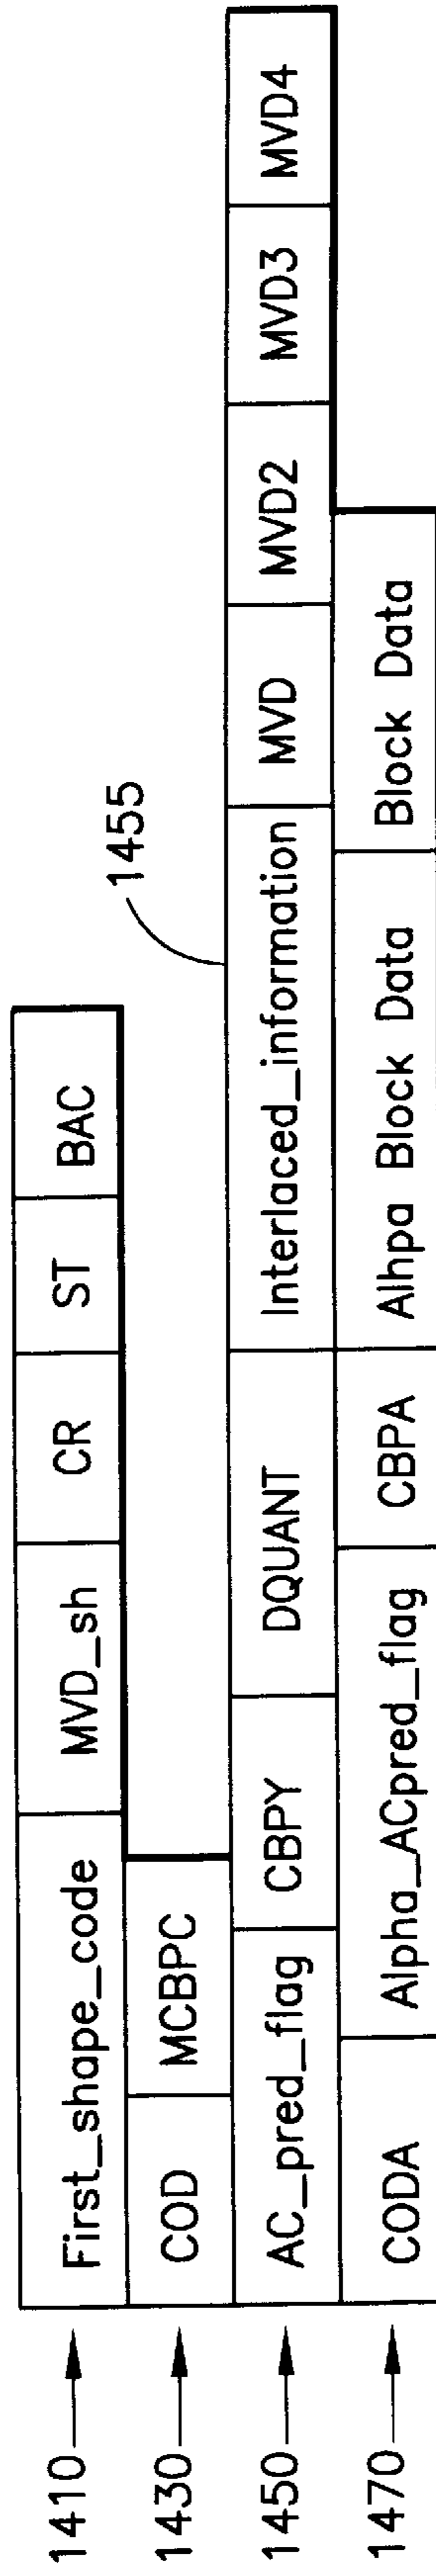 1410 First_shape_code MVD_sh CR ST BAC
1430 COD MCBPC
1455
1450 AC_pred_flag CBPY DQUANT Interlaced_information MVD MVD2 MVD3 MVD4
1470 CODA Alpha_ACpred_flag CBPA Alhpa Block Data Block Data